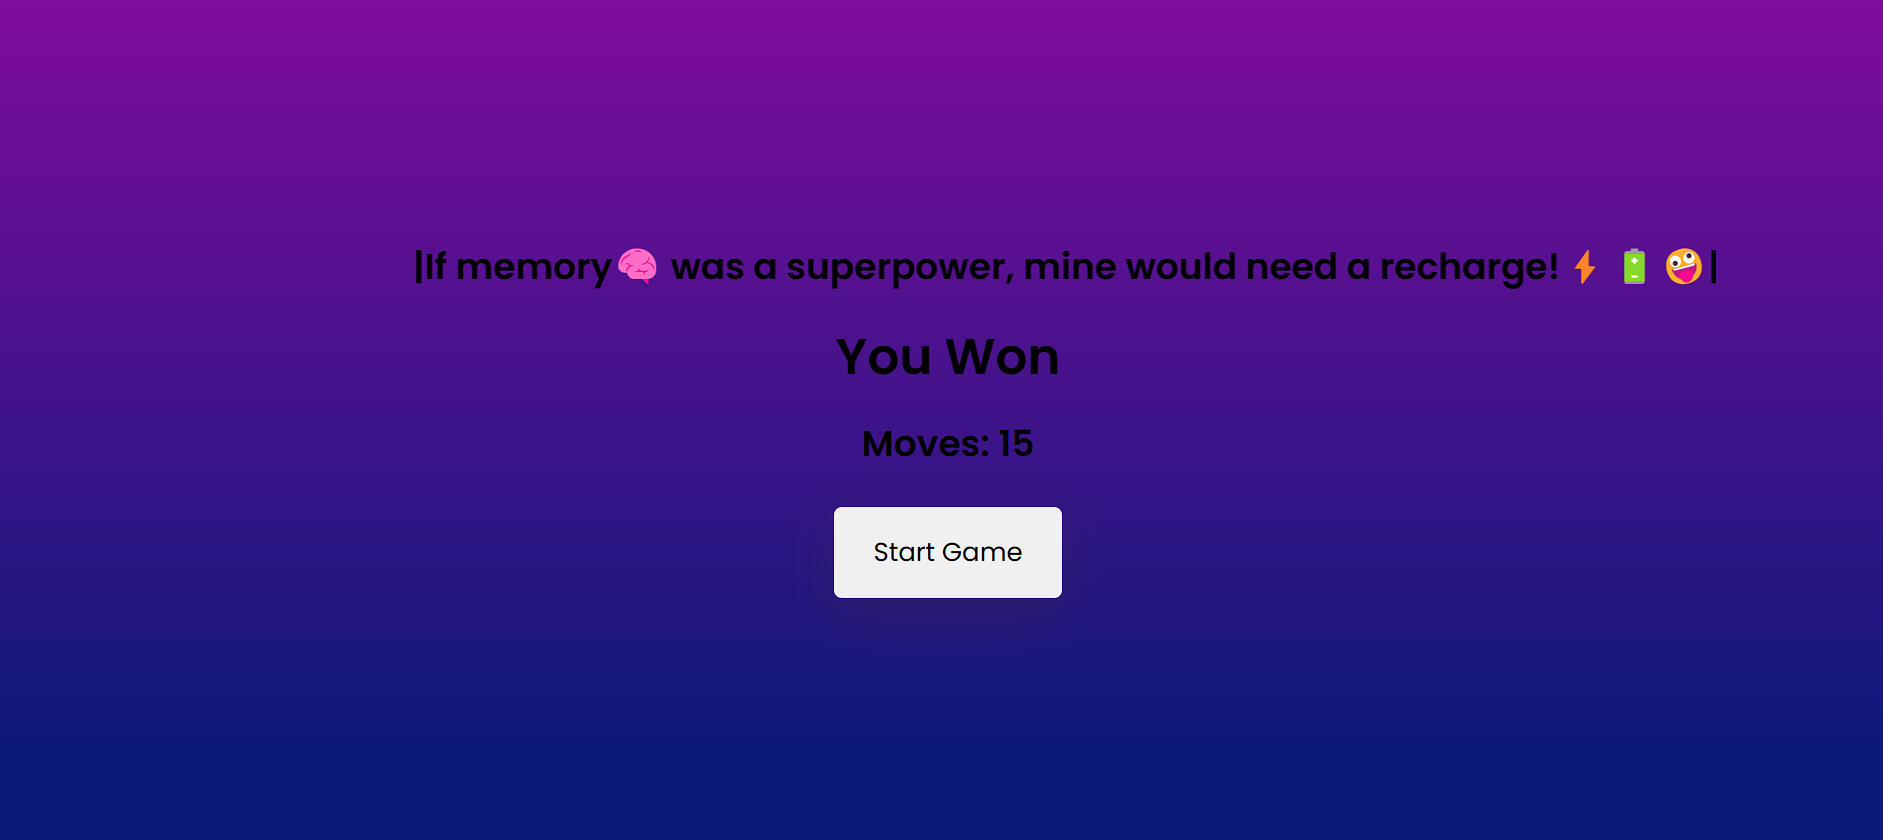 |If memory🧠 was a superpower, mine would need a recharge!⚡ 🔋 🤪|
You Won
Moves: 15
Start Game